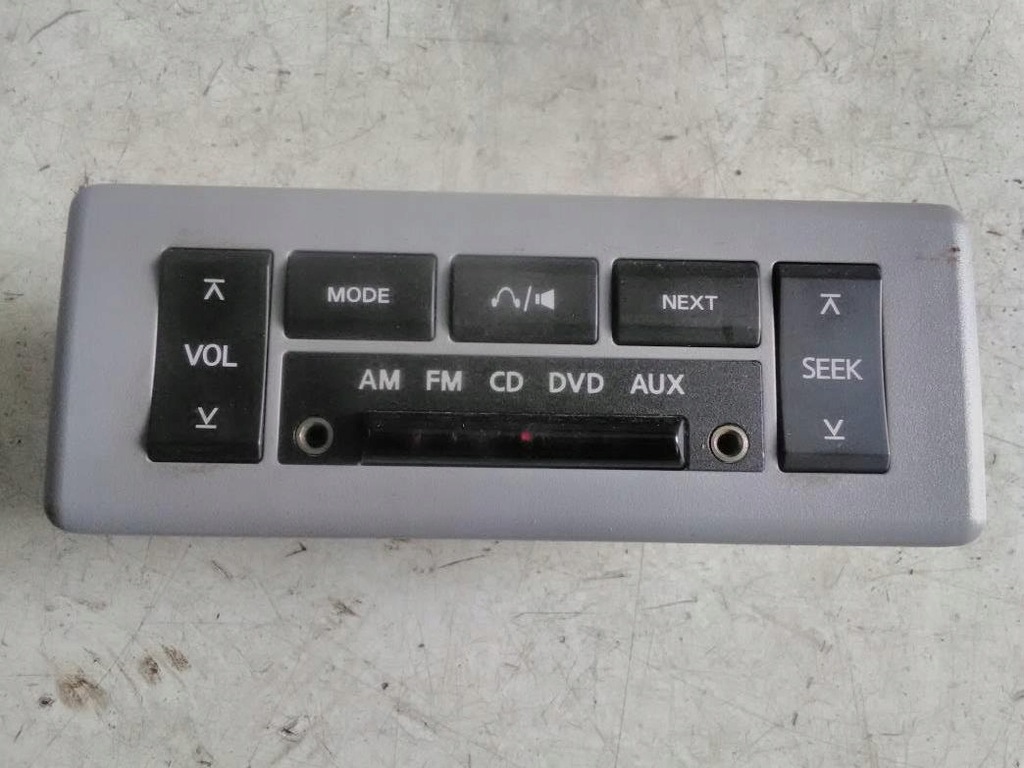 VOL
MODE
/
NEXT
AM FM CD DVD AUX
SEEK